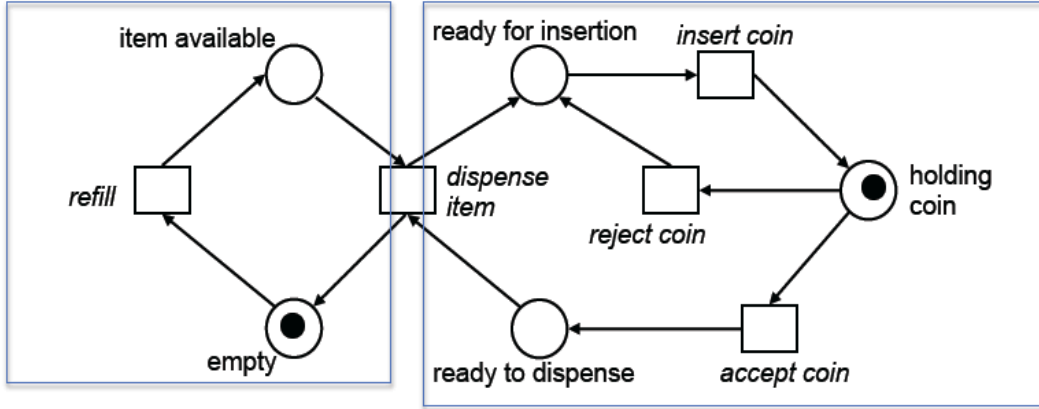 item available
ready for insertion
insert coin
refill
dispense
item
reject coin
holding
coin
empty
ready to dispense
accept coin